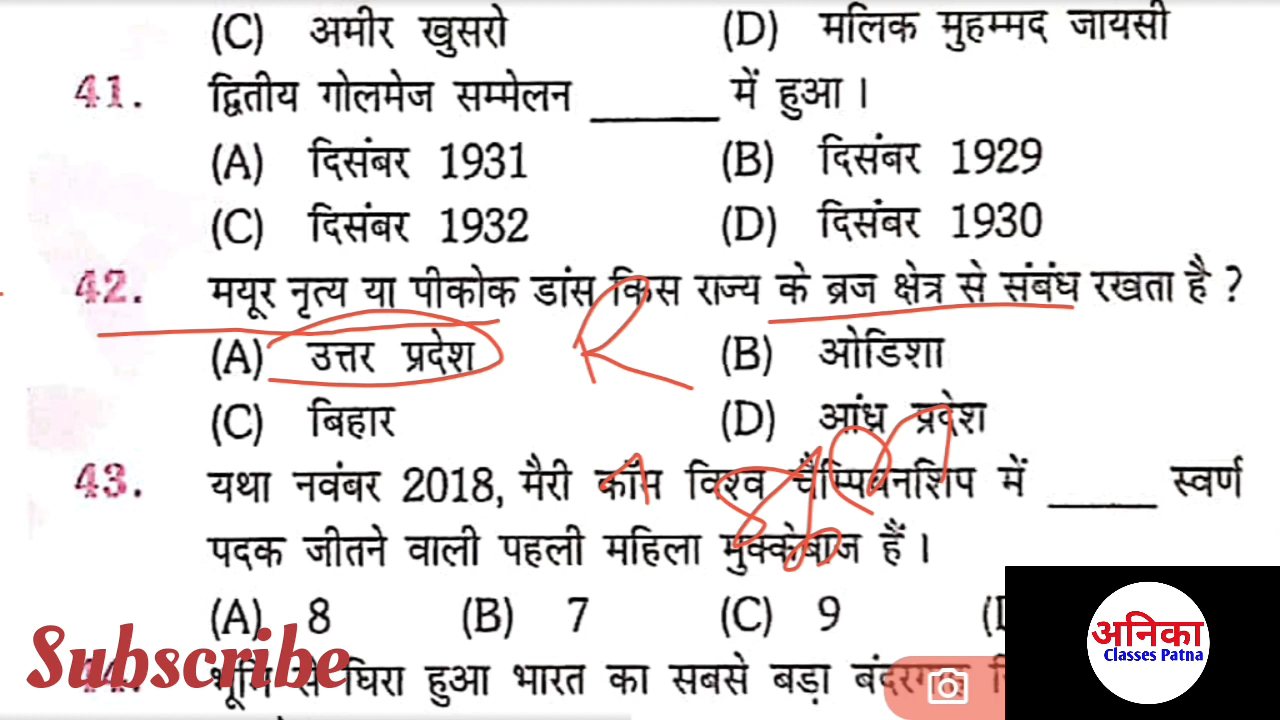 (C) अमीर खुसरो (D) मलिक मुहम्मद जायसी
41. द्वितीय गोलमेज सम्मेलन ______ में हुआ।
(A) दिसंबर 1931 (B) दिसंबर 1929
(C) दिसंबर 1932 (D) दिसंबर 1930
42. मयूर नृत्य या पीकोक डांस किस राज्य के ब्रज क्षेत्र से संबंध रखता है ?
(A) उत्तर प्रदेश (B) ओडिशा
(C) बिहार (D) आंध्र प्रदेश
43. यथा नवंबर 2018, मैरी कॉम विश्व चैम्पियनशिप में ______ स्वर्ण
पदक जीतने वाली पहली महिला मुक्केबाज हैं।
(A) 8 (B) 7 (C) 9
44. भूमि से घिरा हुआ भारत का सबसे बड़ा
Subscribe
अनिका
Classes Patna